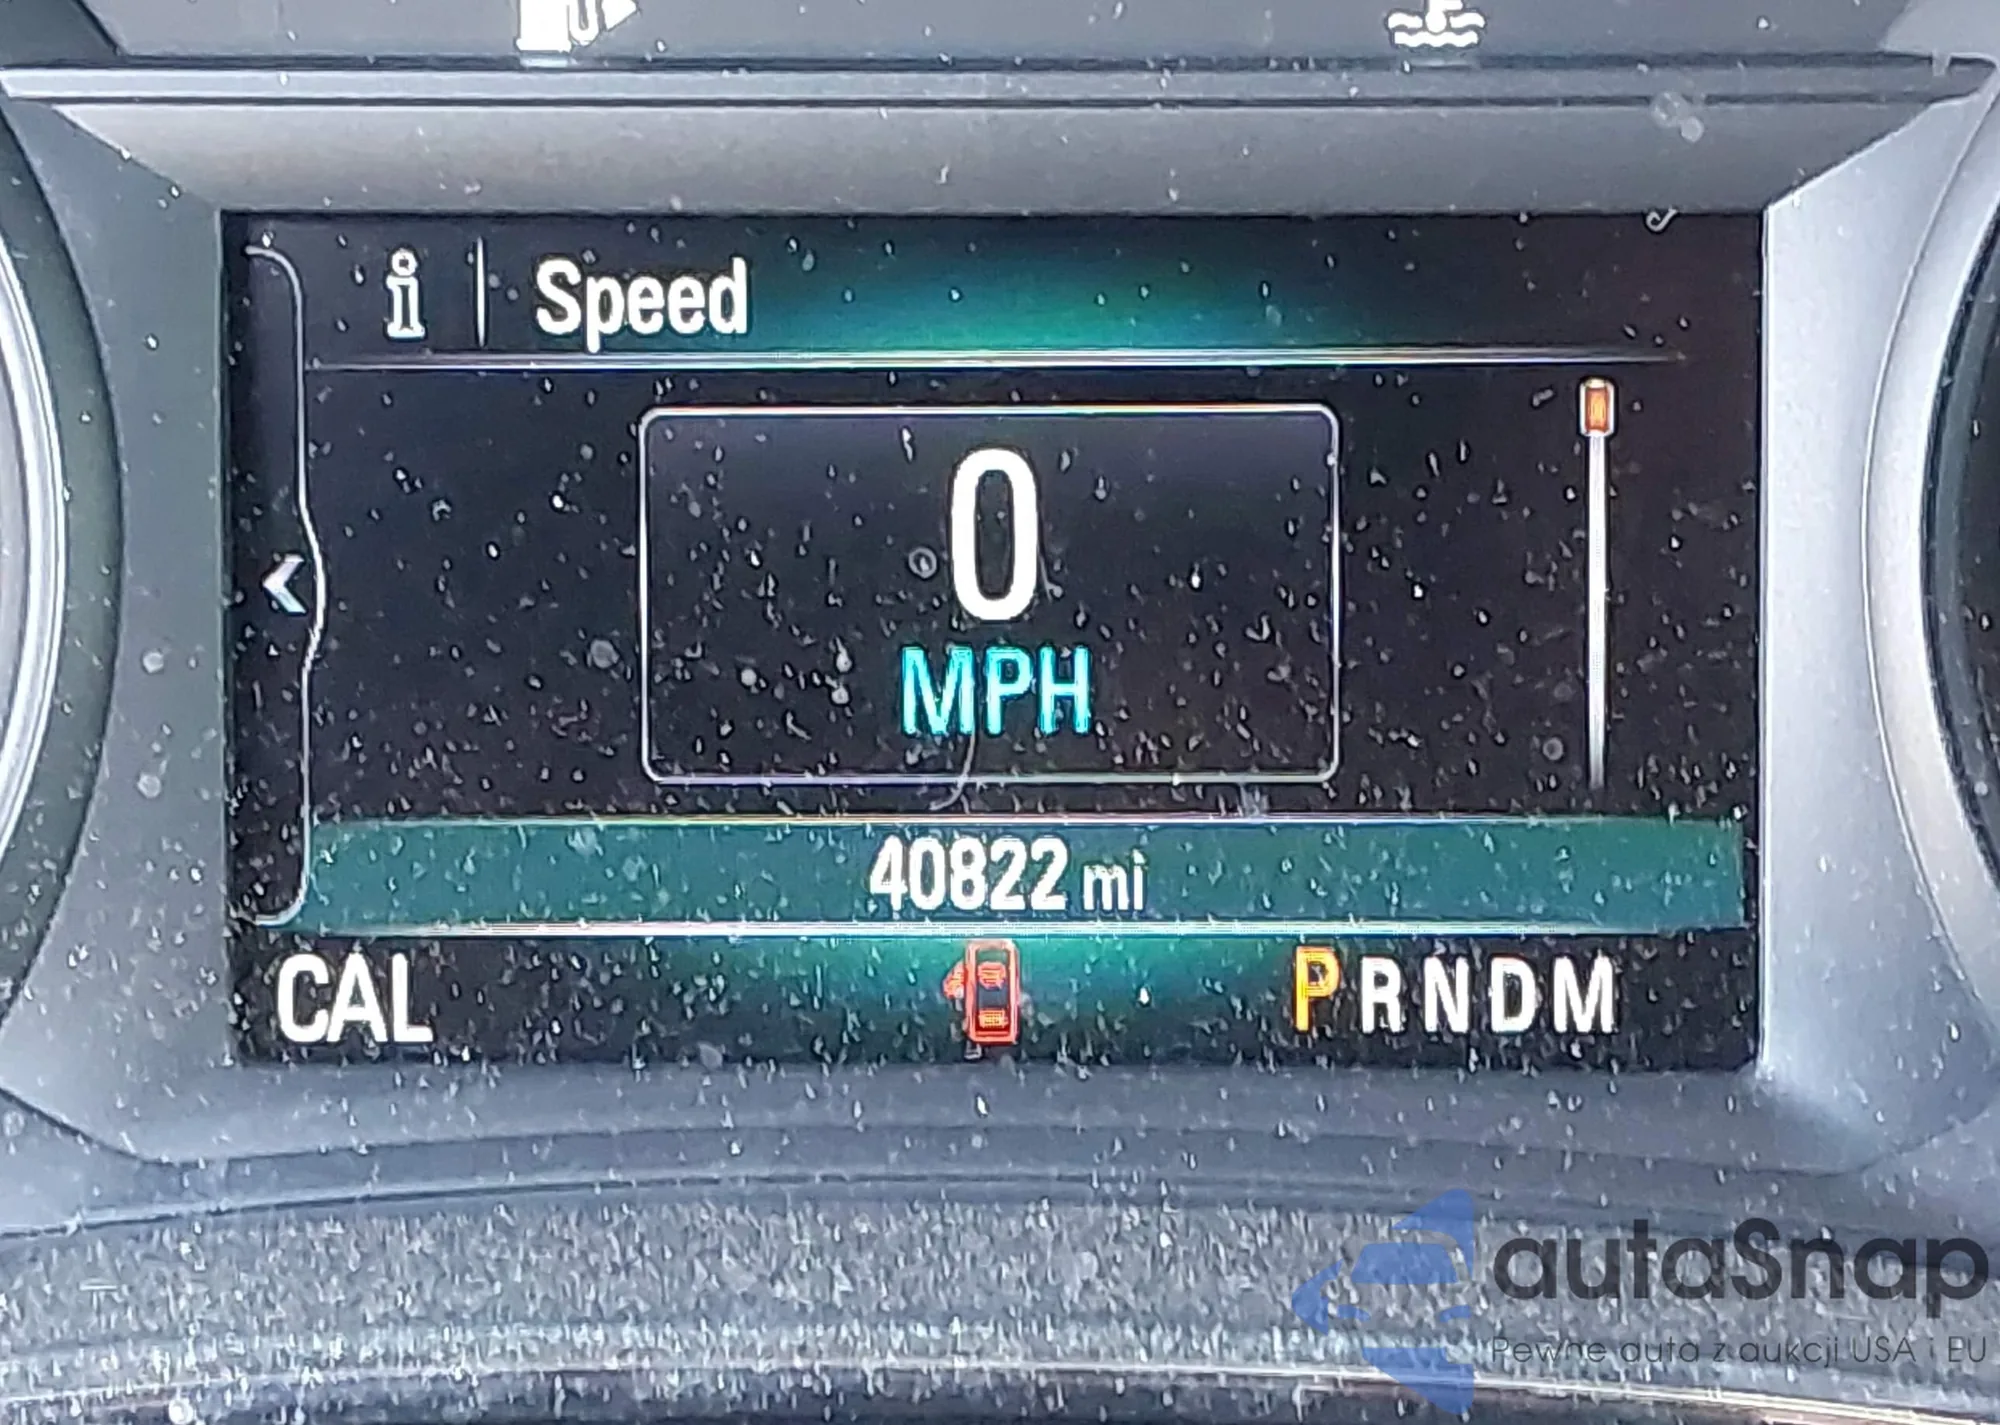 i | Speed
0
MPH
40822 mi
CAL
PRNDM
autaSnap
Pewne auta z aukcji USA i EU